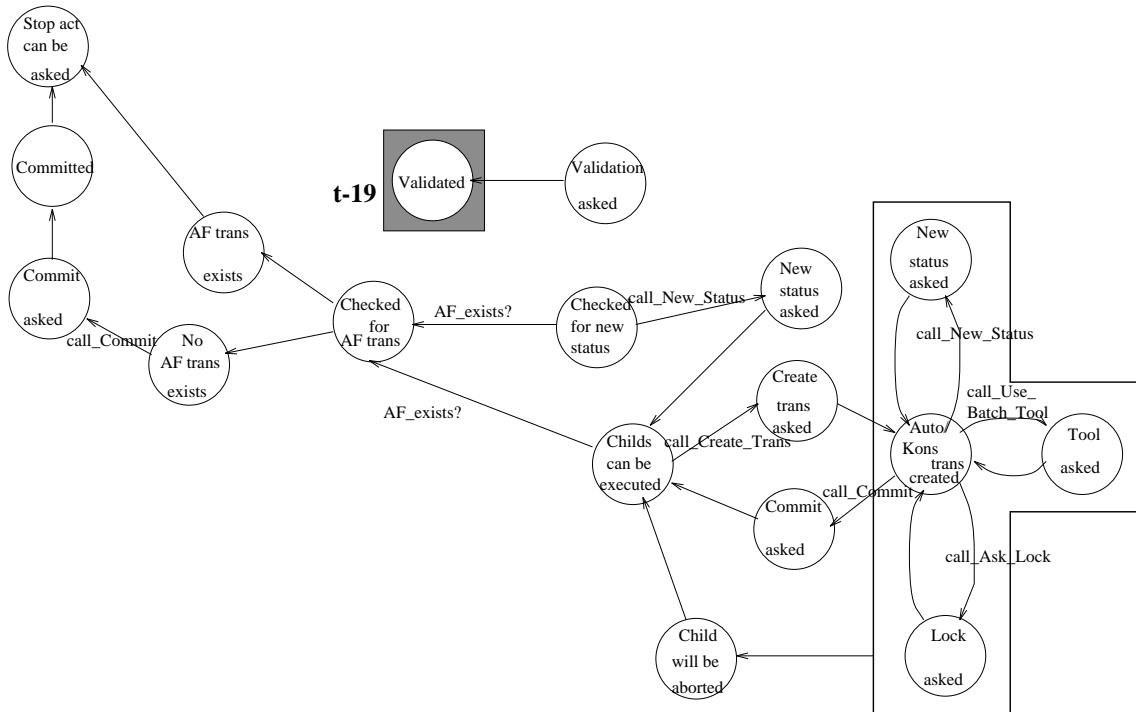 Stop act
can be
asked
Committed
Commit
asked
call_Commit
AF trans
exists
No
AF trans
exists
t-19
Validated
Validation
asked
Checked
for
AF trans
AF_exists?
Checked
for new
status
call_New_Status
New
status
asked
AF_exists?
Childs
can be
executed
call_Create_Trans
Create
trans
asked
call_Commit
Commit
asked
Child
will be
aborted
New
status
asked
call_New_Status
call_Use_
Batch_Tool
Auto
Kons
trans
created
Tool
asked
call_Ask_Lock
Lock
asked